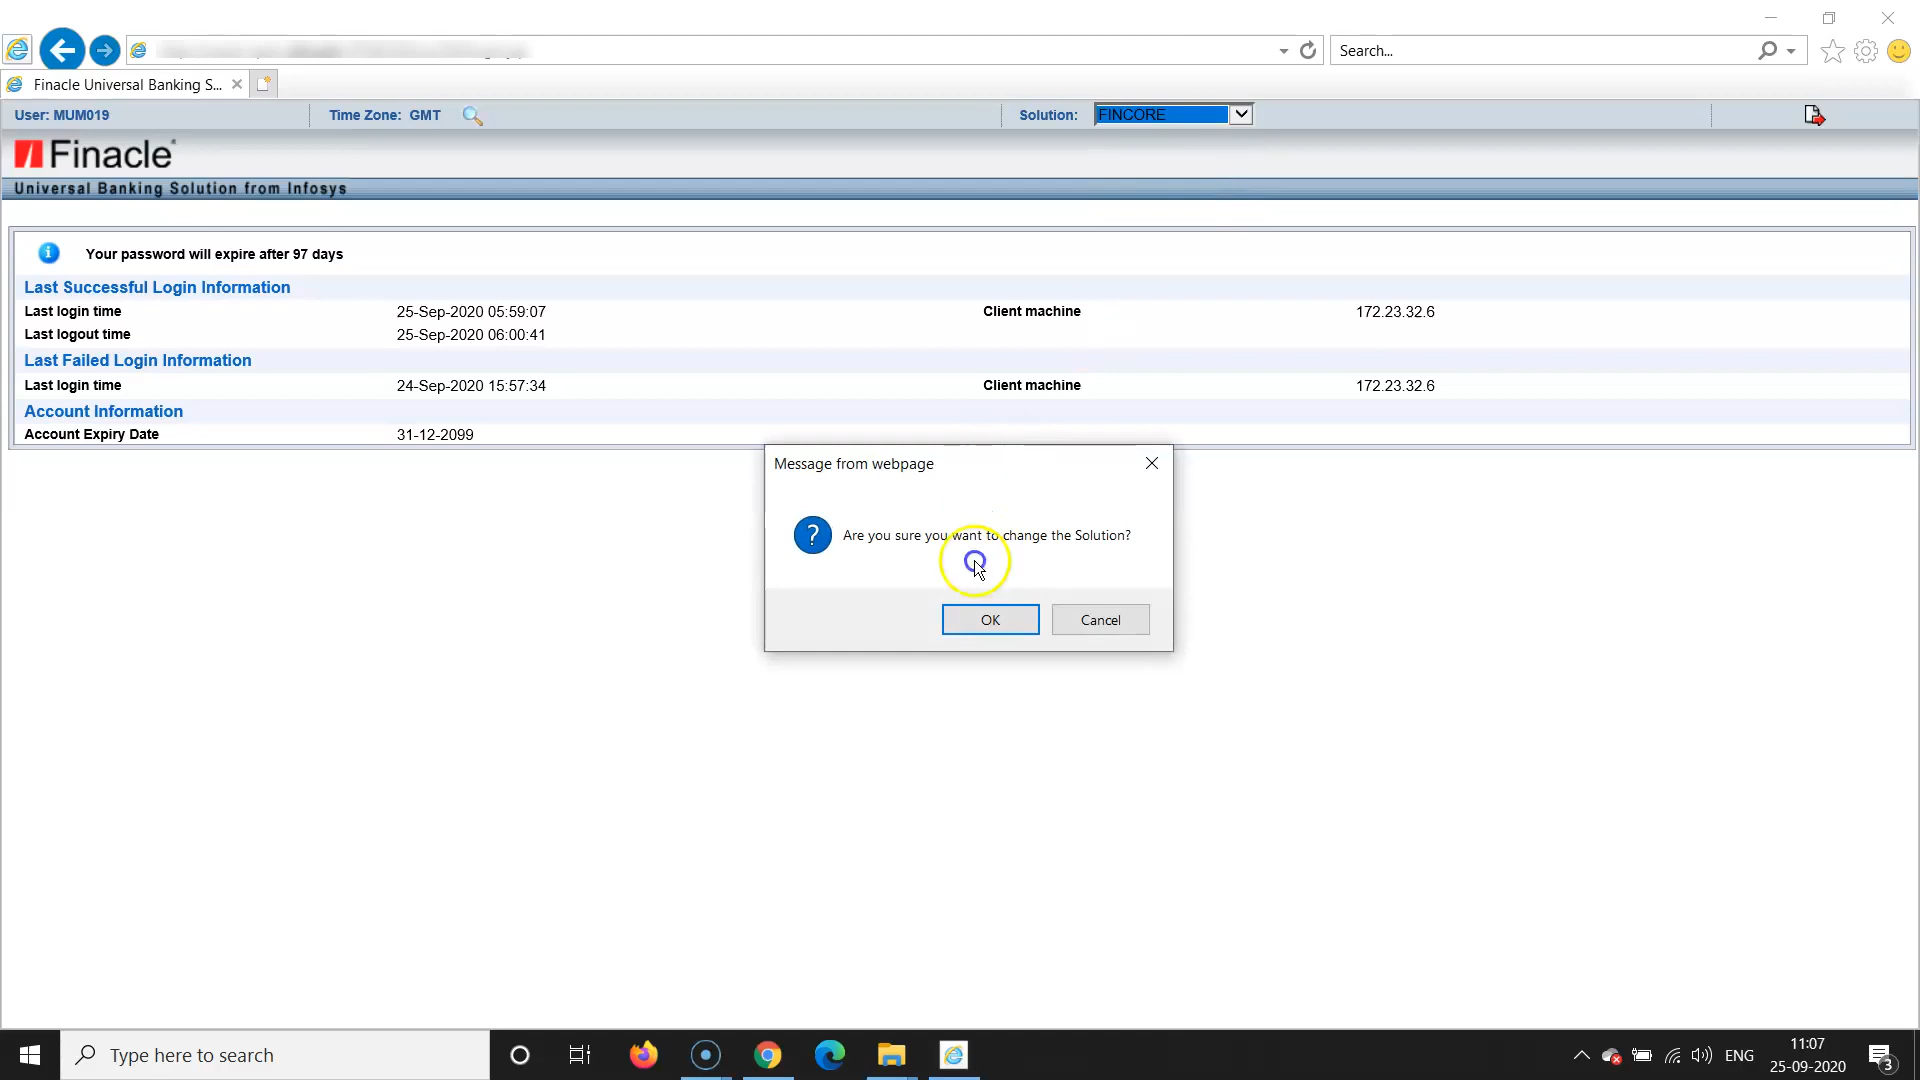 Search...
Finacle Universal Banking S...
User: MUM019
Time Zone: GMT
Solution: FINCORE
Finacle
Universal Banking Solution from Infosys
Your password will expire after 97 days
Last Successful Login Information
Last login time 25-Sep-2020 05:59:07 Client machine 172.23.32.6
Last logout time 25-Sep-2020 06:00:41
Last Failed Login Information
Last login time 24-Sep-2020 15:57:34 Client machine 172.23.32.6
Account Information
Account Expiry Date 31-12-2099
Message from webpage
Are you sure you want to change the Solution?
OK Cancel
Type here to search
ENG
11:07
25-09-2020
3